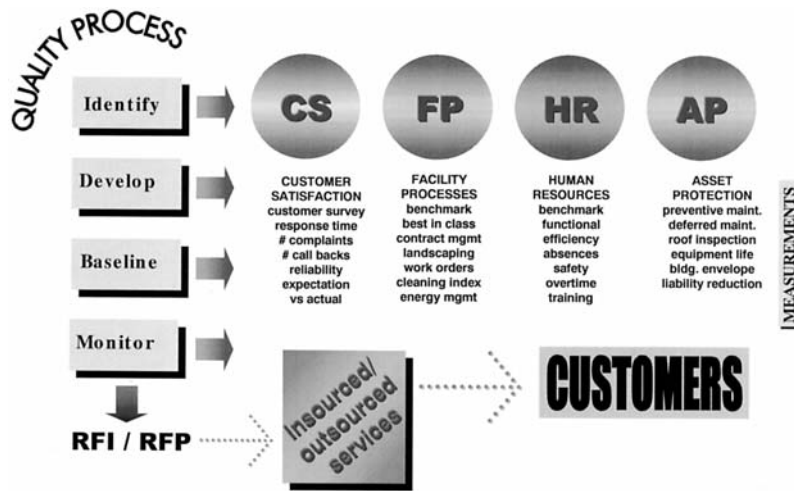 QUALITY PROCESS
Identify
Develop
Baseline
Monitor
RFI / RFP
CS
CUSTOMER
SATISFACTION
customer survey
response time
# complaints
# call backs
reliability
expectation
vs actual
FP
FACILITY
PROCESSES
benchmark
best in class
contract mgmt
landscaping
work orders
cleaning index
energy mgmt
HR
HUMAN
RESOURCES
benchmark
functional
efficiency
absences
safety
overtime
training
AP
ASSET
PROTECTION
preventive maint.
deferred maint.
roof inspection
equipment life
bldg. envelope
liability reduction
MEASUREMENTS
Insourced/
outsourced
services
CUSTOMERS